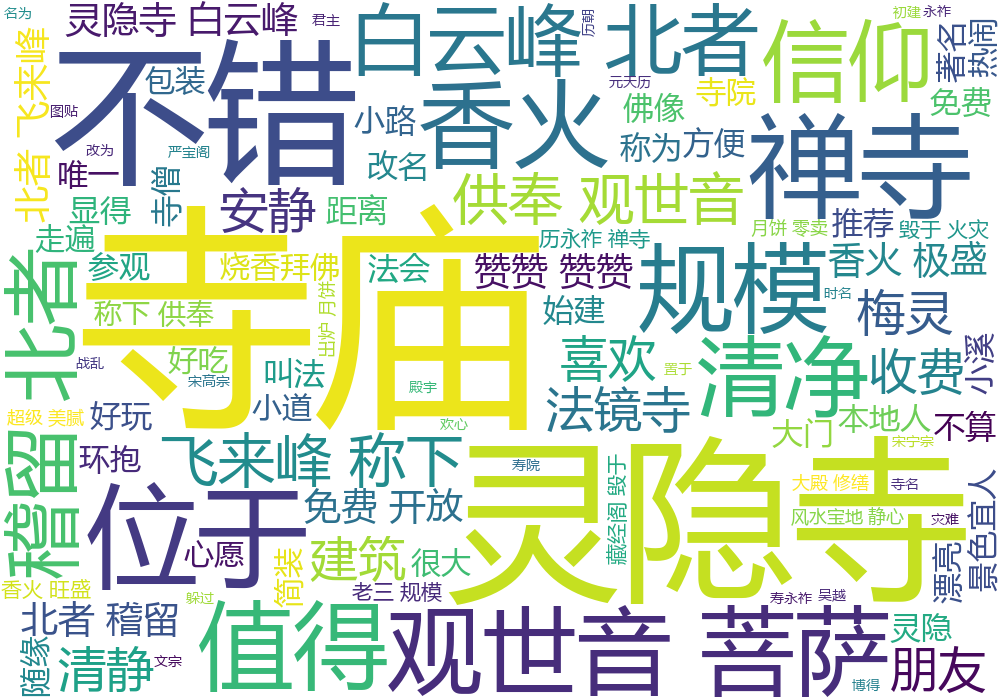 名为
灵隐寺 白云峰
君主
白云峰
历朝
北者
信仰
初建
永祚
著名
热闹
北者 飞来峰
不错
包装
图贴
改为
严宝阁
唯一
小路
香火
改名
元天历
佛像
寺院
免费
称为
方便
禅寺
寺僧
显得
安静
距离
供奉 观世音
月饼 零卖
推荐
毁于 火灾
走遍
参观
烧香拜佛
法会
历永祚 禅寺
赞赞 赞赞
规模
香火 极盛
北者
称下 供奉
寺庙
出炉 月饼
始建
时名
梅灵
战乱
好吃
宋高宗
叫法
喜欢
置于
清净
收费
小溪
超级 美腻
好玩
小道
殿宇
欢心
法镜寺
大门
本地人
不算
宋宁宗
稽留
环抱
飞来峰 称下
寿院
藏经阁 毁于
灵隐寺
大殿 修缮
寺名
位于
免费 开放
风水宝地 静心
灾难
景色宜人
心愿
简装
建筑
很大
漂亮
香火 旺盛
躲过
老三 规模
寿永祚
吴越
北者 稽留
值得
观世音 菩萨
灵隐
随缘
清静
文宗
博得
朋友